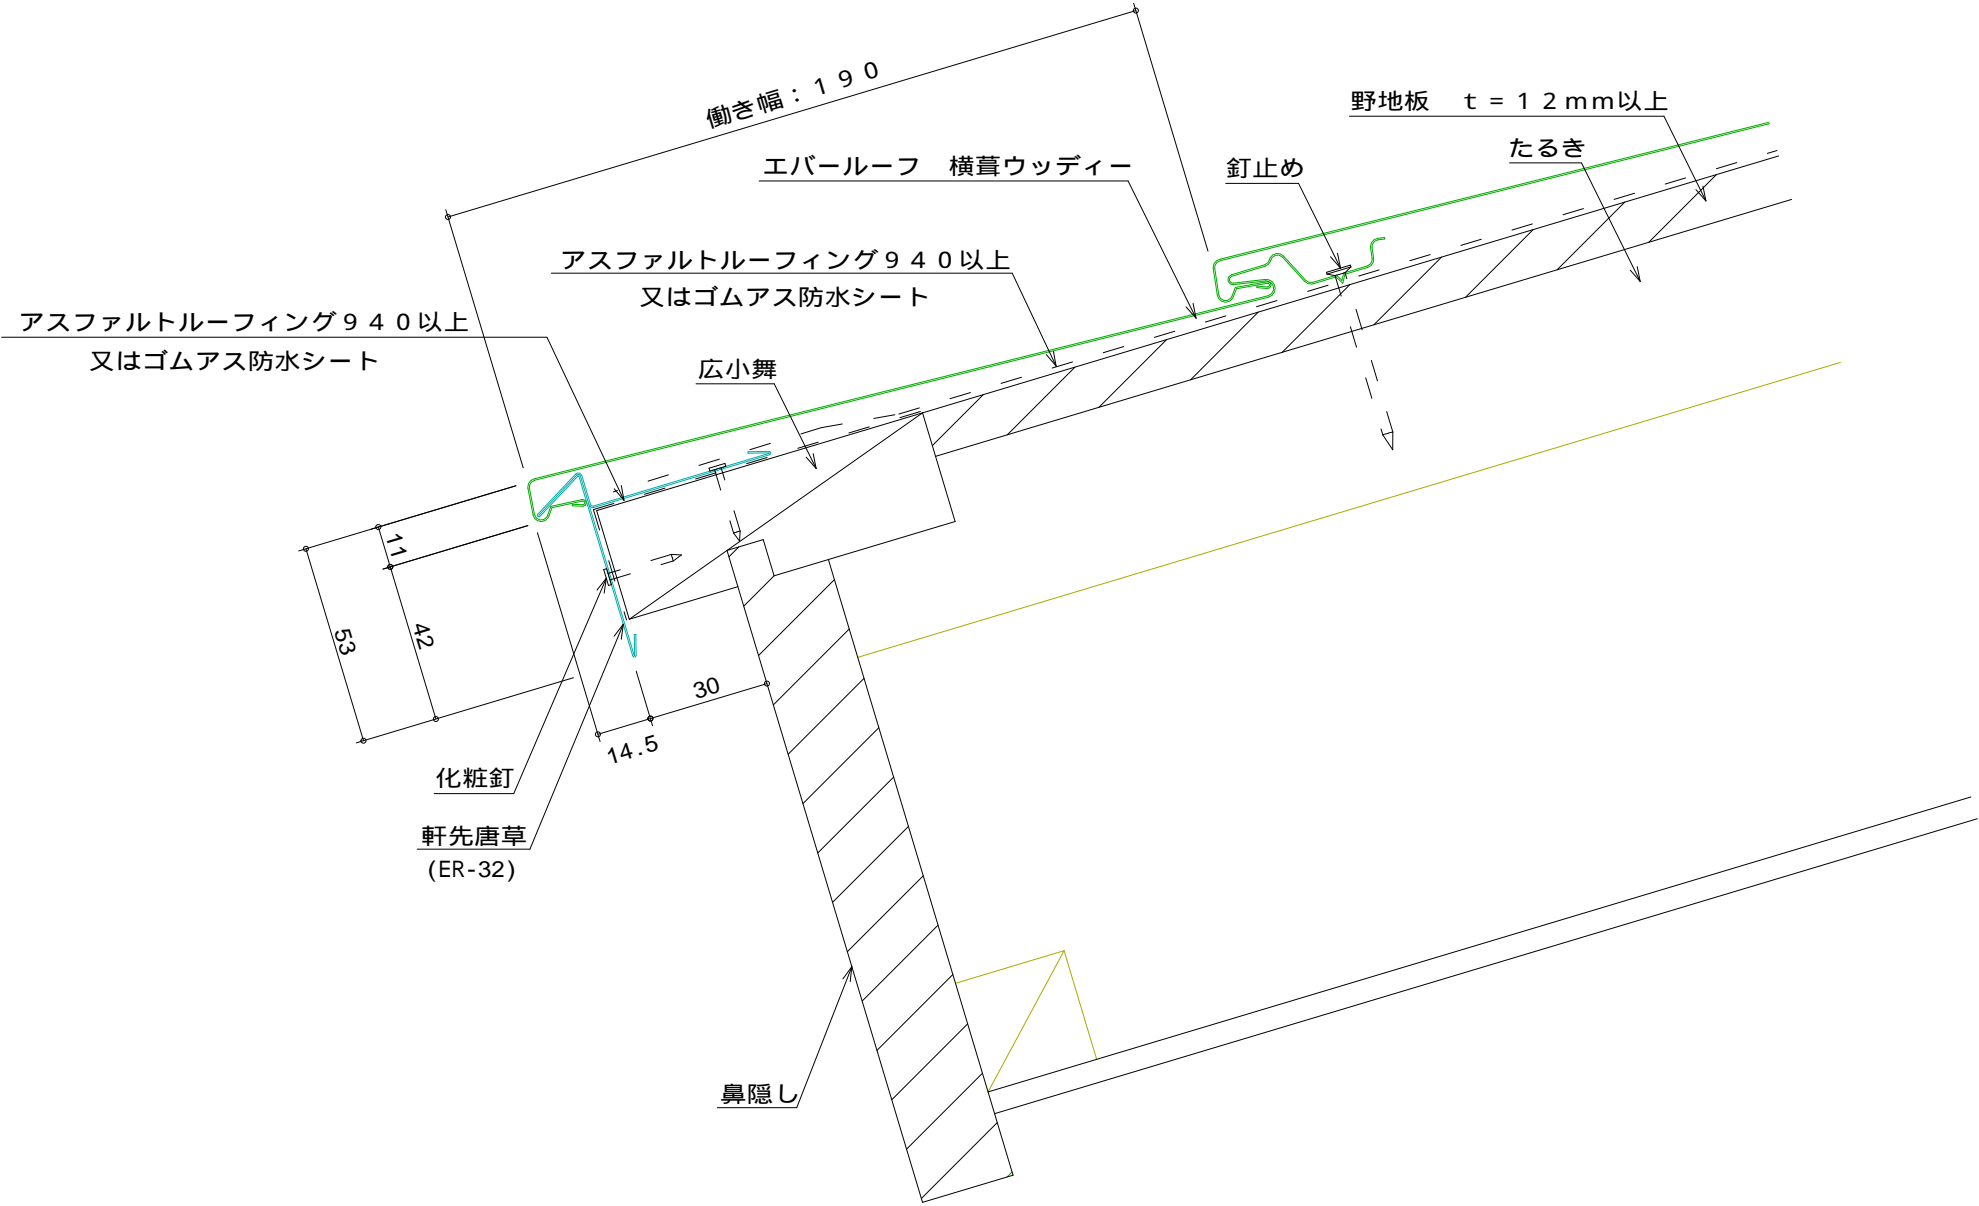 働き幅：１９０
野地板　ｔ＝１２ｍｍ以上
たるき
エバールーフ　横葺ウッディー
釘止め
アスファルトルーフィング９４０以上
又はゴムアス防水シート
アスファルトルーフィング９４０以上
又はゴムアス防水シート
広小舞
11
42
53
30
14.5
化粧釘
軒先唐草
(ER-32)
鼻隠し